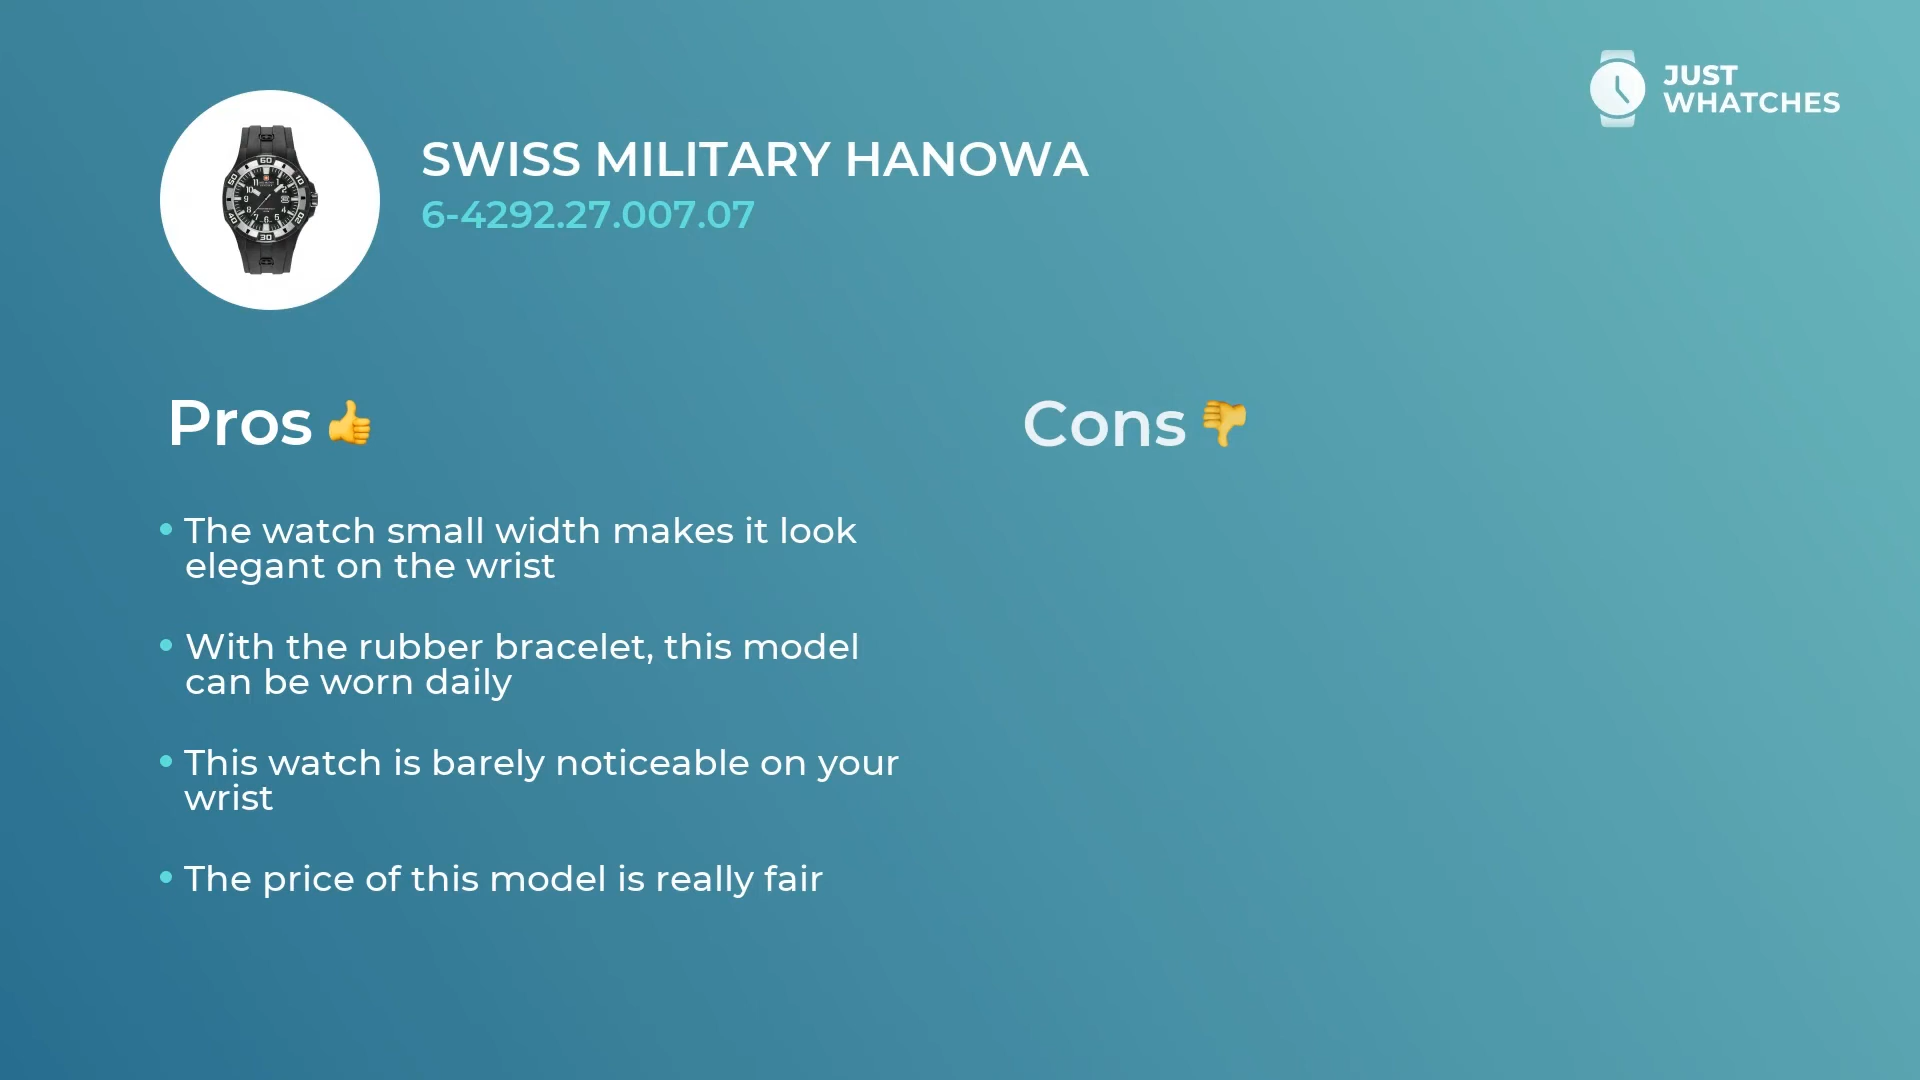 JUST
WHATCHES
SWISS MILITARY HANOWA
6-4292.27.007.07
Pros 👍
• The watch small width makes it look
elegant on the wrist
• With the rubber bracelet, this model
can be worn daily
• This watch is barely noticeable on your
wrist
• The price of this model is really fair
Cons 👎